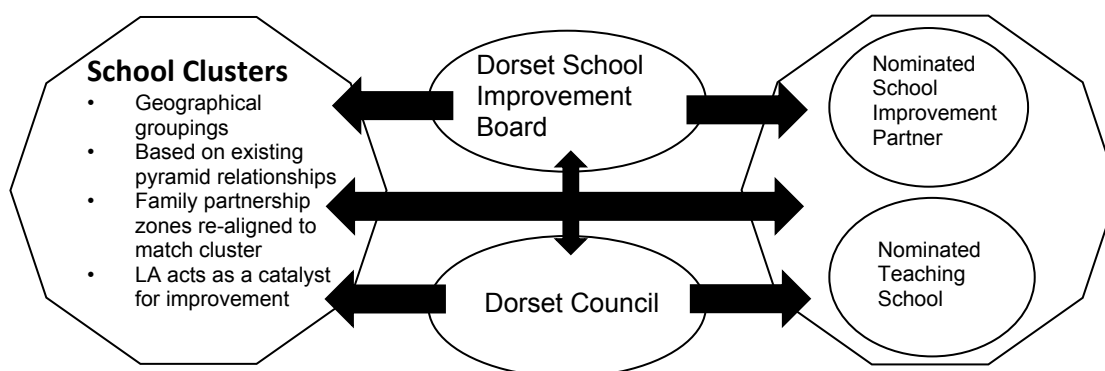 School Clusters
• Geographical
groupings
• Based on existing
pyramid relationships
• Family partnership
zones re-aligned to
match cluster
• LA acts as a catalyst
for improvement
Dorset School
Improvement
Board
Dorset Council
Nominated
School
Improvement
Partner
Nominated
Teaching
School